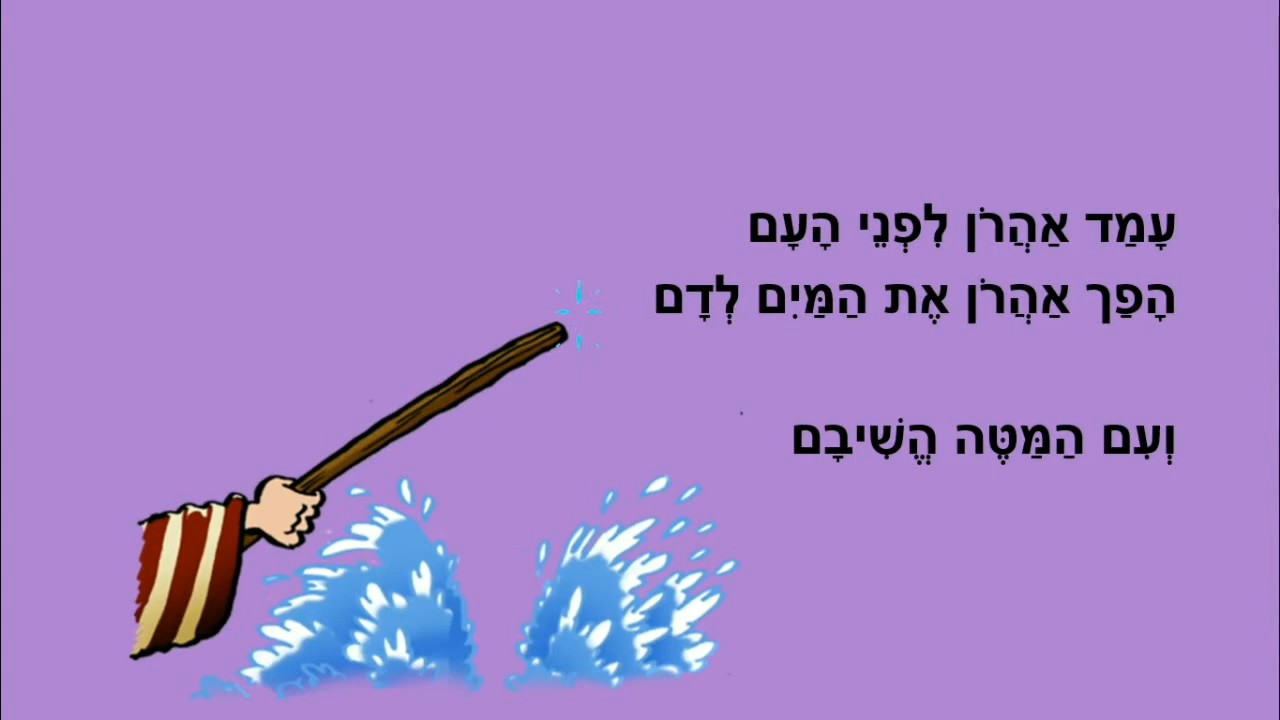 עָמַד אַהֲרֹן לִפְנֵי הָעָם
הָפַך אַהֲרֹן אֶת הַמַּיִם לְדָם
וְעִם הַמַּטֶּה הֱשִׁיבָם